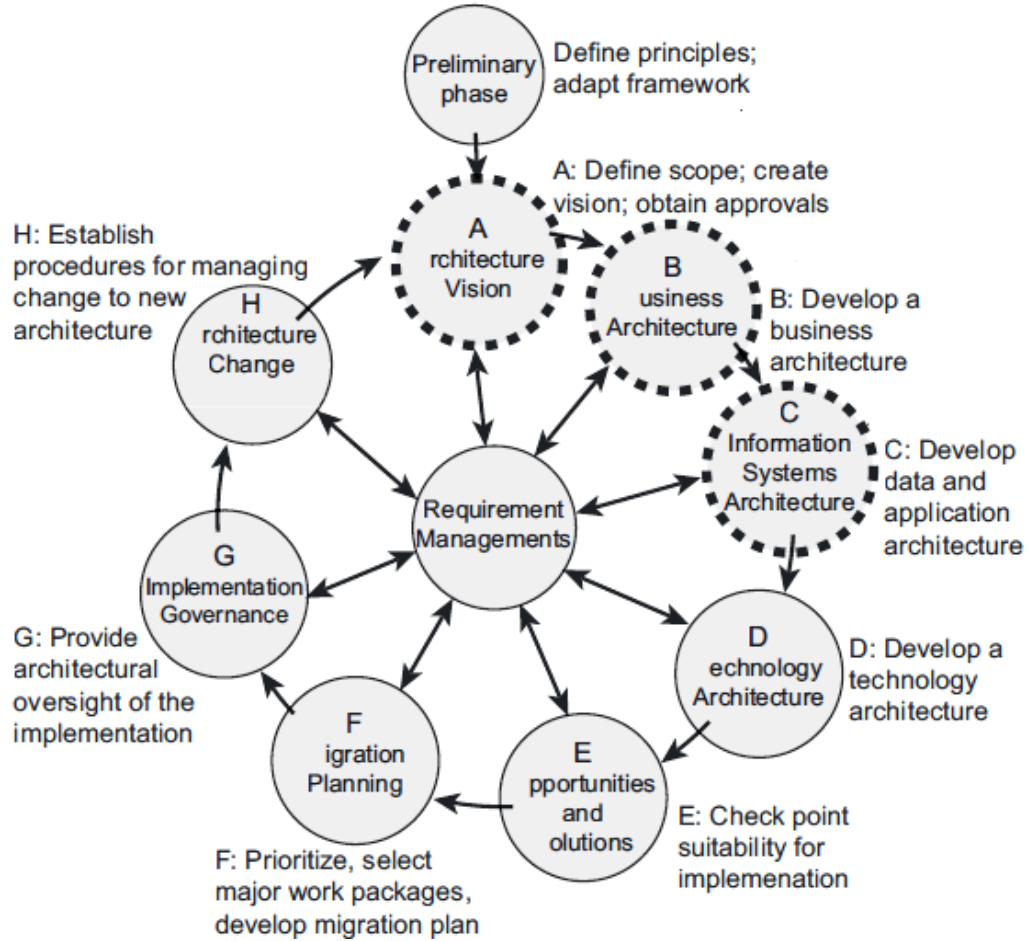 Preliminary
phase
Define principles;
adapt framework
A: Define scope; create
vision; obtain approvals
A
rchitecture
Vision
B
usiness
Architecture
B: Develop a
business
architecture
H: Establish
procedures for managing
change to new
architecture
H
rchitecture
Change
C
Information
Systems
Architecture
C: Develop
data and
application
architecture
Requirement
Managements
G
Implementation
Governance
G: Provide
architectural
oversight of the
implementation
D
echnology
Architecture
D: Develop a
technology
architecture
F
igration
Planning
E
pportunities
and
olutions
E: Check point
suitability for
implemenation
F: Prioritize, select
major work packages,
develop migration plan